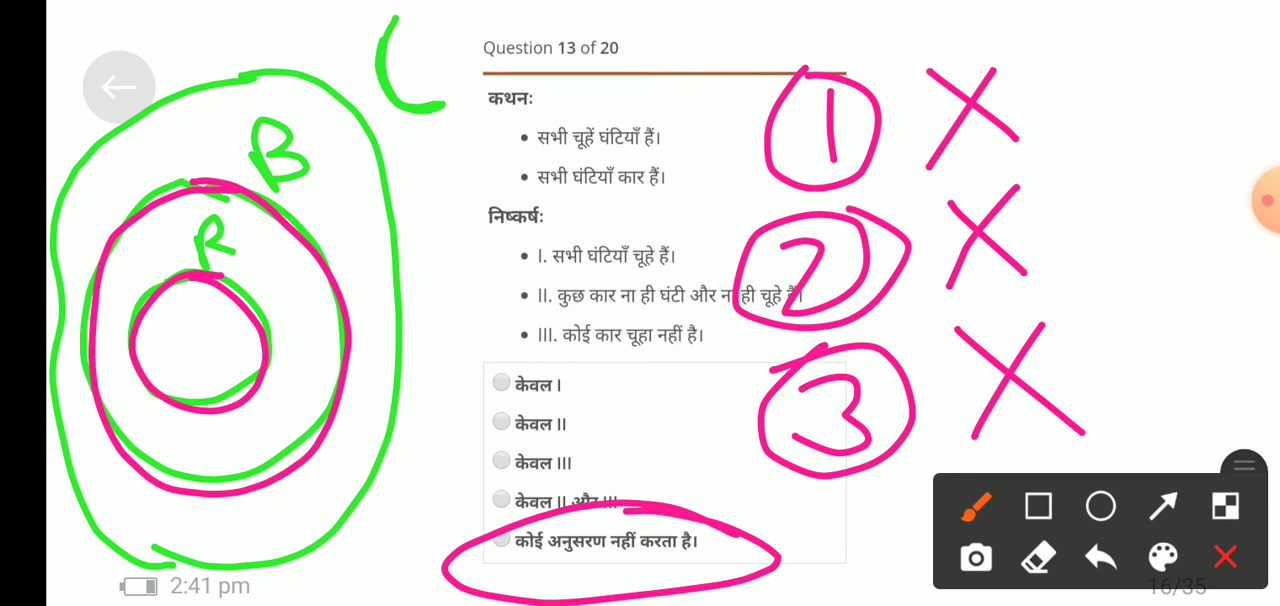 Question 13 of 20
कथनः
• सभी चूहें घंटियाँ हैं।
• सभी घंटियाँ कार हैं।
निष्कर्षः
• I. सभी घंटियाँ चूहे हैं।
• II. कुछ कार ना ही घंटी और ना ही चूहे हैं।
• III. कोई कार चूहा नहीं है।
केवल I
केवल II
केवल III
केवल II और III
कोई अनुसरण नहीं करता है।
C
B
R
1 X
2 X
3 X
2:41 pm
16/35